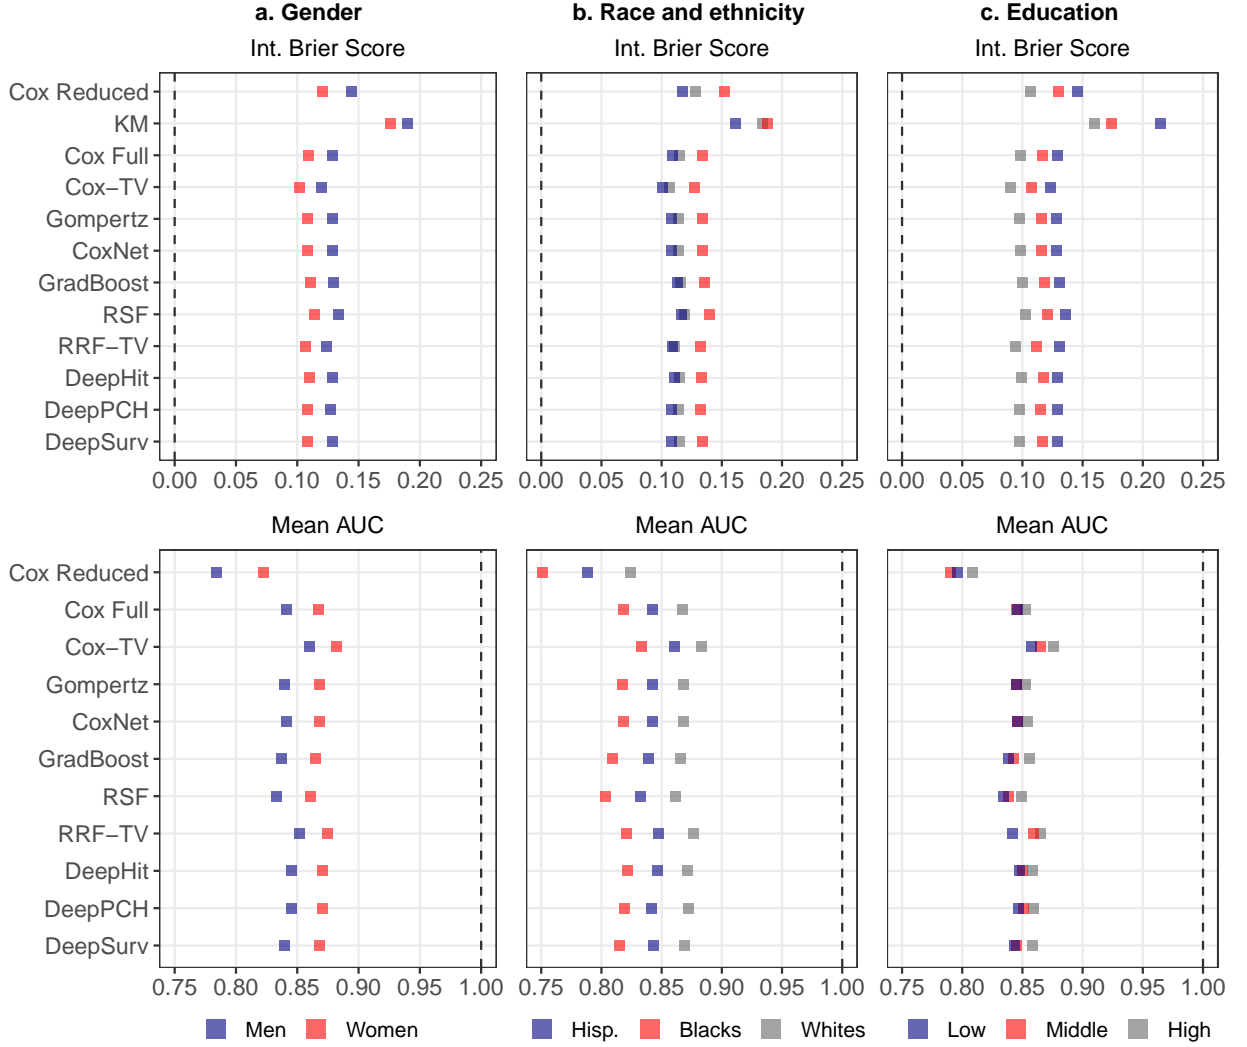 a. Gender
b. Race and ethnicity
c. Education
Int. Brier Score
Int. Brier Score
Int. Brier Score
Cox Reduced
KM
Cox Full
Cox−TV
Gompertz
CoxNet
GradBoost
RSF
RRF−TV
DeepHit
DeepPCH
DeepSurv
0.00 0.05 0.10 0.15 0.20 0.25
0.00 0.05 0.10 0.15 0.20 0.25
0.00 0.05 0.10 0.15 0.20 0.25
Mean AUC
Mean AUC
Mean AUC
Cox Reduced
Cox Full
Cox−TV
Gompertz
CoxNet
GradBoost
RSF
RRF−TV
DeepHit
DeepPCH
DeepSurv
0.75 0.80 0.85 0.90 0.95 1.00
0.75 0.80 0.85 0.90 0.95 1.00
0.75 0.80 0.85 0.90 0.95 1.00
Men Women
Hisp. Blacks Whites
Low Middle High